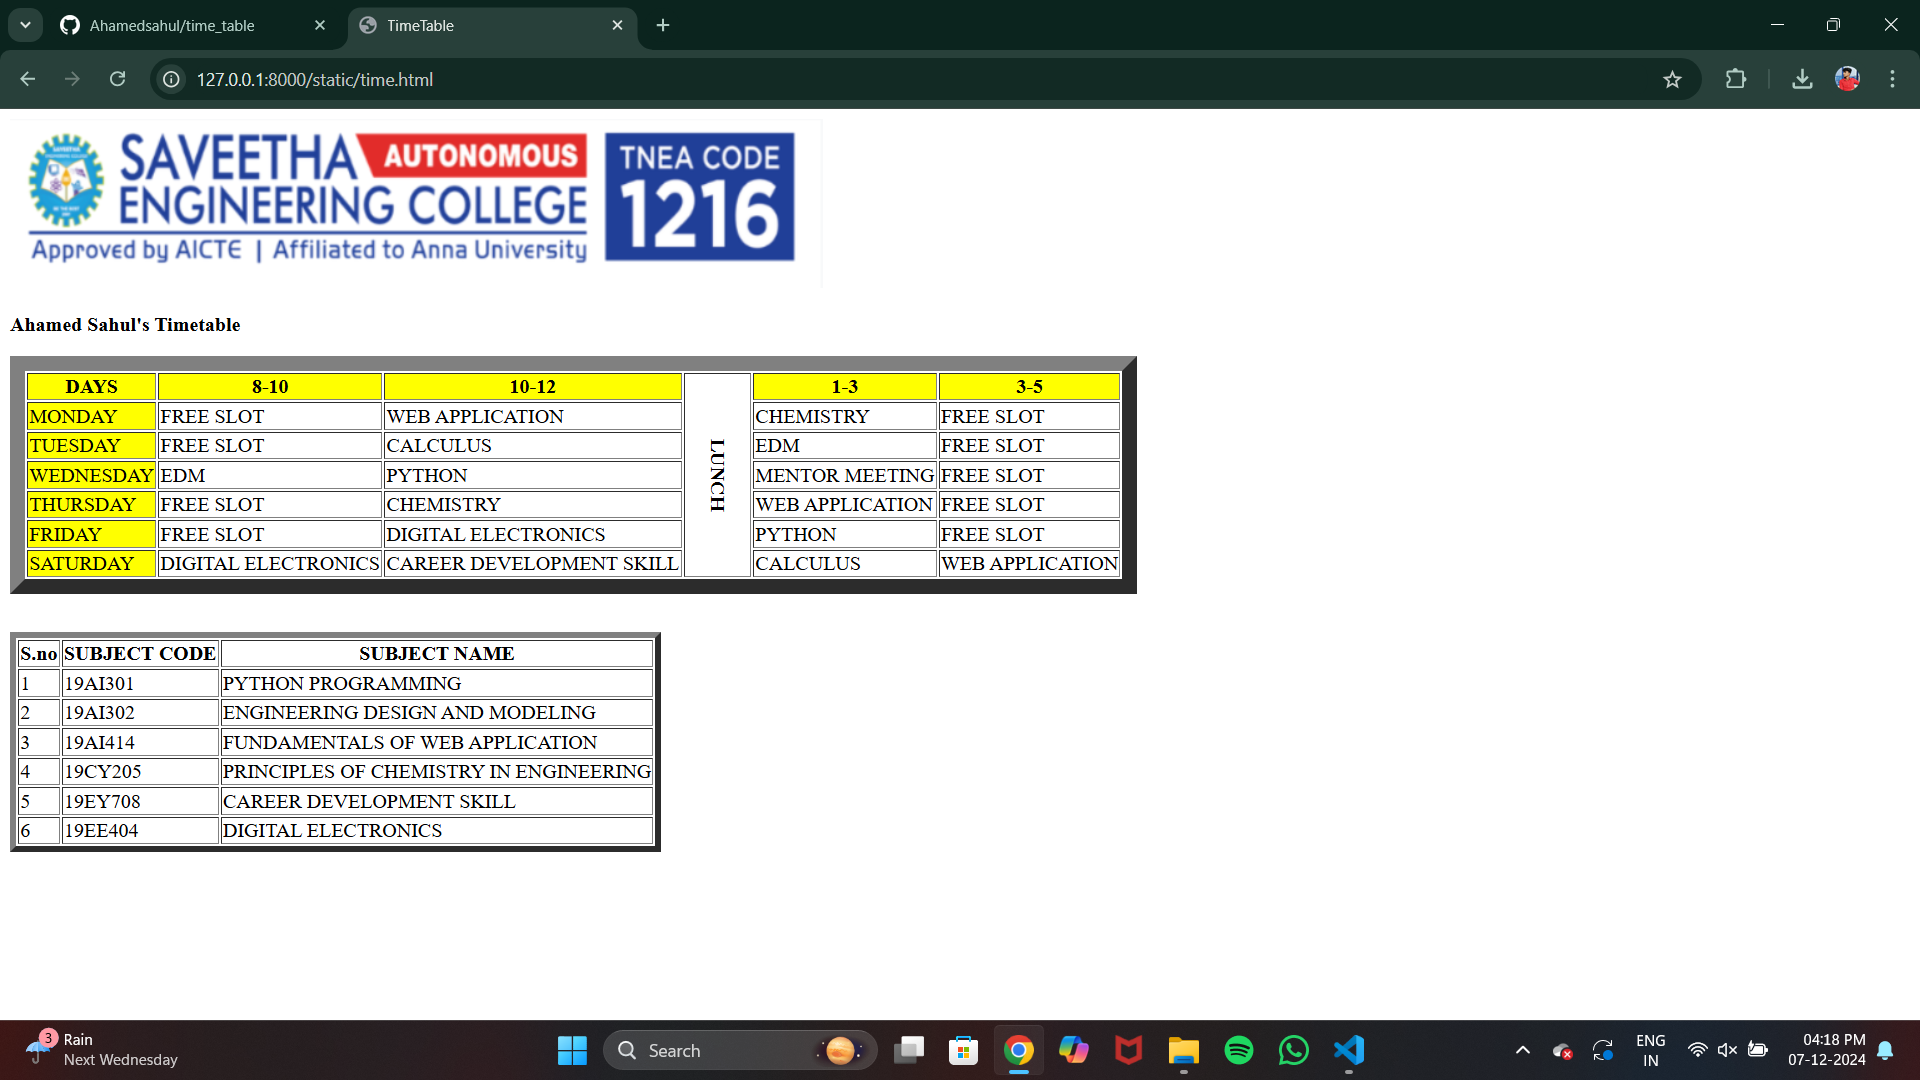 Ahamedsahul/time_table
TimeTable
127.0.0.1:8000/static/time.html
SAVEETHA AUTONOMOUS
ENGINEERING COLLEGE
Approved by AICTE | Affiliated to Anna University
TNEA CODE
1216
Ahamed Sahul's Timetable
DAYS 8-10 10-12 LUNCH 1-3 3-5
MONDAY FREE SLOT WEB APPLICATION CHEMISTRY FREE SLOT
TUESDAY FREE SLOT CALCULUS EDM FREE SLOT
WEDNESDAY EDM PYTHON MENTOR MEETING FREE SLOT
THURSDAY FREE SLOT CHEMISTRY WEB APPLICATION FREE SLOT
FRIDAY FREE SLOT DIGITAL ELECTRONICS PYTHON FREE SLOT
SATURDAY DIGITAL ELECTRONICS CAREER DEVELOPMENT SKILL CALCULUS WEB APPLICATION
S.no SUBJECT CODE SUBJECT NAME
1 19AI301 PYTHON PROGRAMMING
2 19AI302 ENGINEERING DESIGN AND MODELING
3 19AI414 FUNDAMENTALS OF WEB APPLICATION
4 19CY205 PRINCIPLES OF CHEMISTRY IN ENGINEERING
5 19EY708 CAREER DEVELOPMENT SKILL
6 19EE404 DIGITAL ELECTRONICS
3
Rain
Next Wednesday
Search
ENG
IN
04:18 PM
07-12-2024